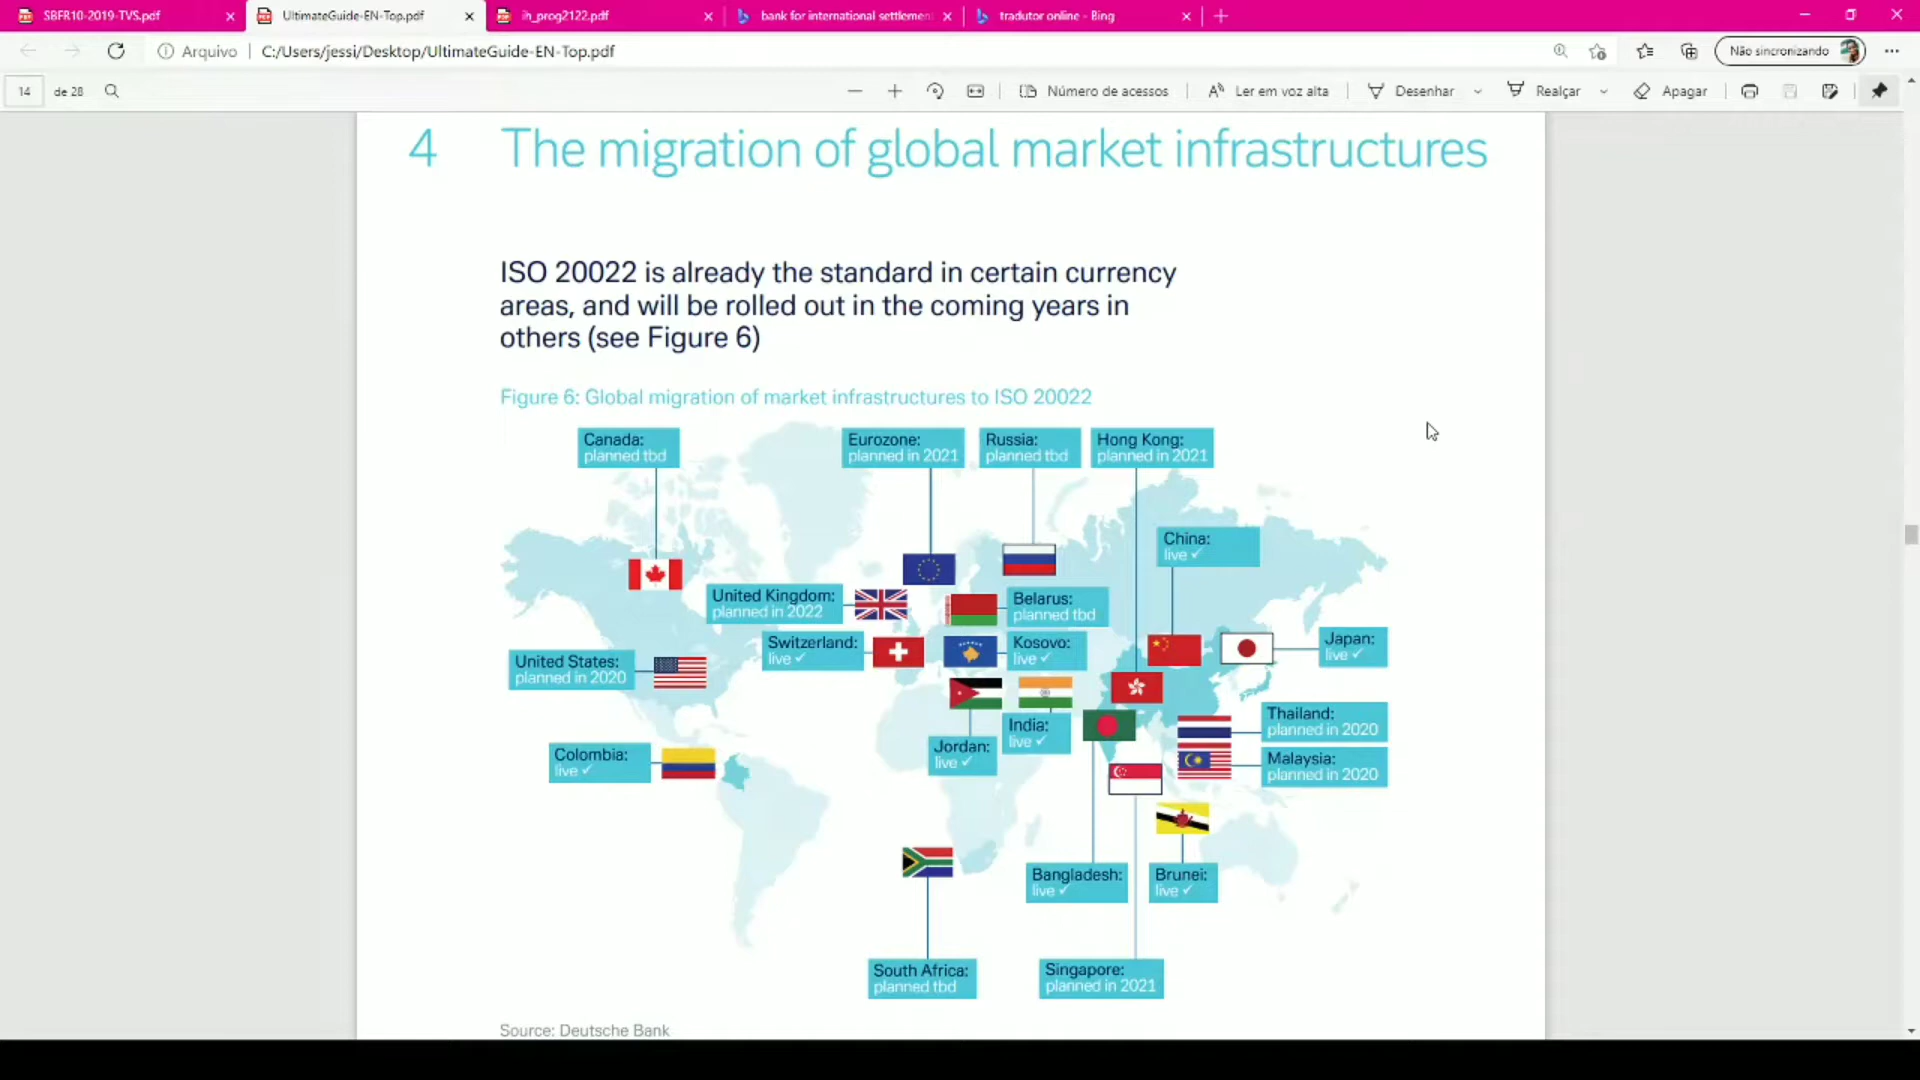 SBFR10-2019-TVS.pdf
UltimateGuide-EN-Top.pdf
ih_prog2122.pdf
bank for international settlemen
tradutor online - Bing
Arquivo
C:/Users/jessi/Desktop/UltimateGuide-EN-Top.pdf
Não sincronizando
14 de 28
Número de acessos
Ler em voz alta
Desenhar
Realçar
Apagar
4 The migration of global market infrastructures
ISO 20022 is already the standard in certain currency
areas, and will be rolled out in the coming years in
others (see Figure 6)
Figure 6: Global migration of market infrastructures to ISO 20022
Canada:
planned tbd
Eurozone:
planned in 2021
Russia:
planned tbd
Hong Kong:
planned in 2021
China:
live ✓
United Kingdom:
planned in 2022
Belarus:
planned tbd
Switzerland:
live ✓
Kosovo:
live ✓
Japan:
live ✓
United States:
planned in 2020
India:
live ✓
Thailand:
planned in 2020
Jordan:
live ✓
Colombia:
live ✓
Malaysia:
planned in 2020
Bangladesh:
live ✓
Brunei:
live ✓
South Africa:
planned tbd
Singapore:
planned in 2021
Source: Deutsche Bank